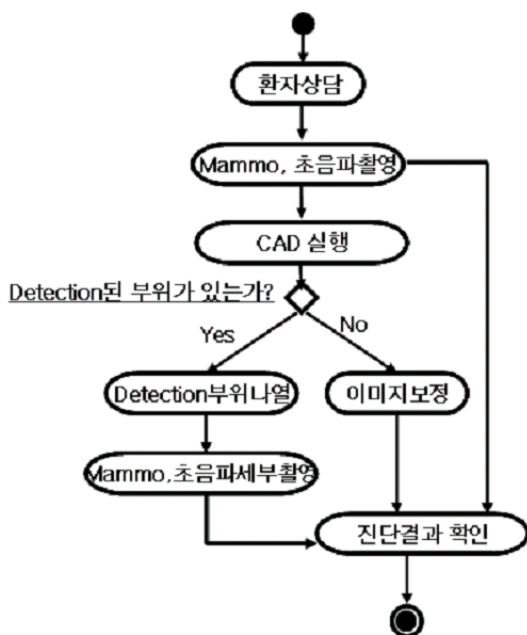 환자상담
Mammo, 초음파촬영
CAD 실행
Detection된 부위가 있는가?
Yes
No
Detection부위나열
이미지보정
Mammo,초음파세부촬영
진단결과 확인